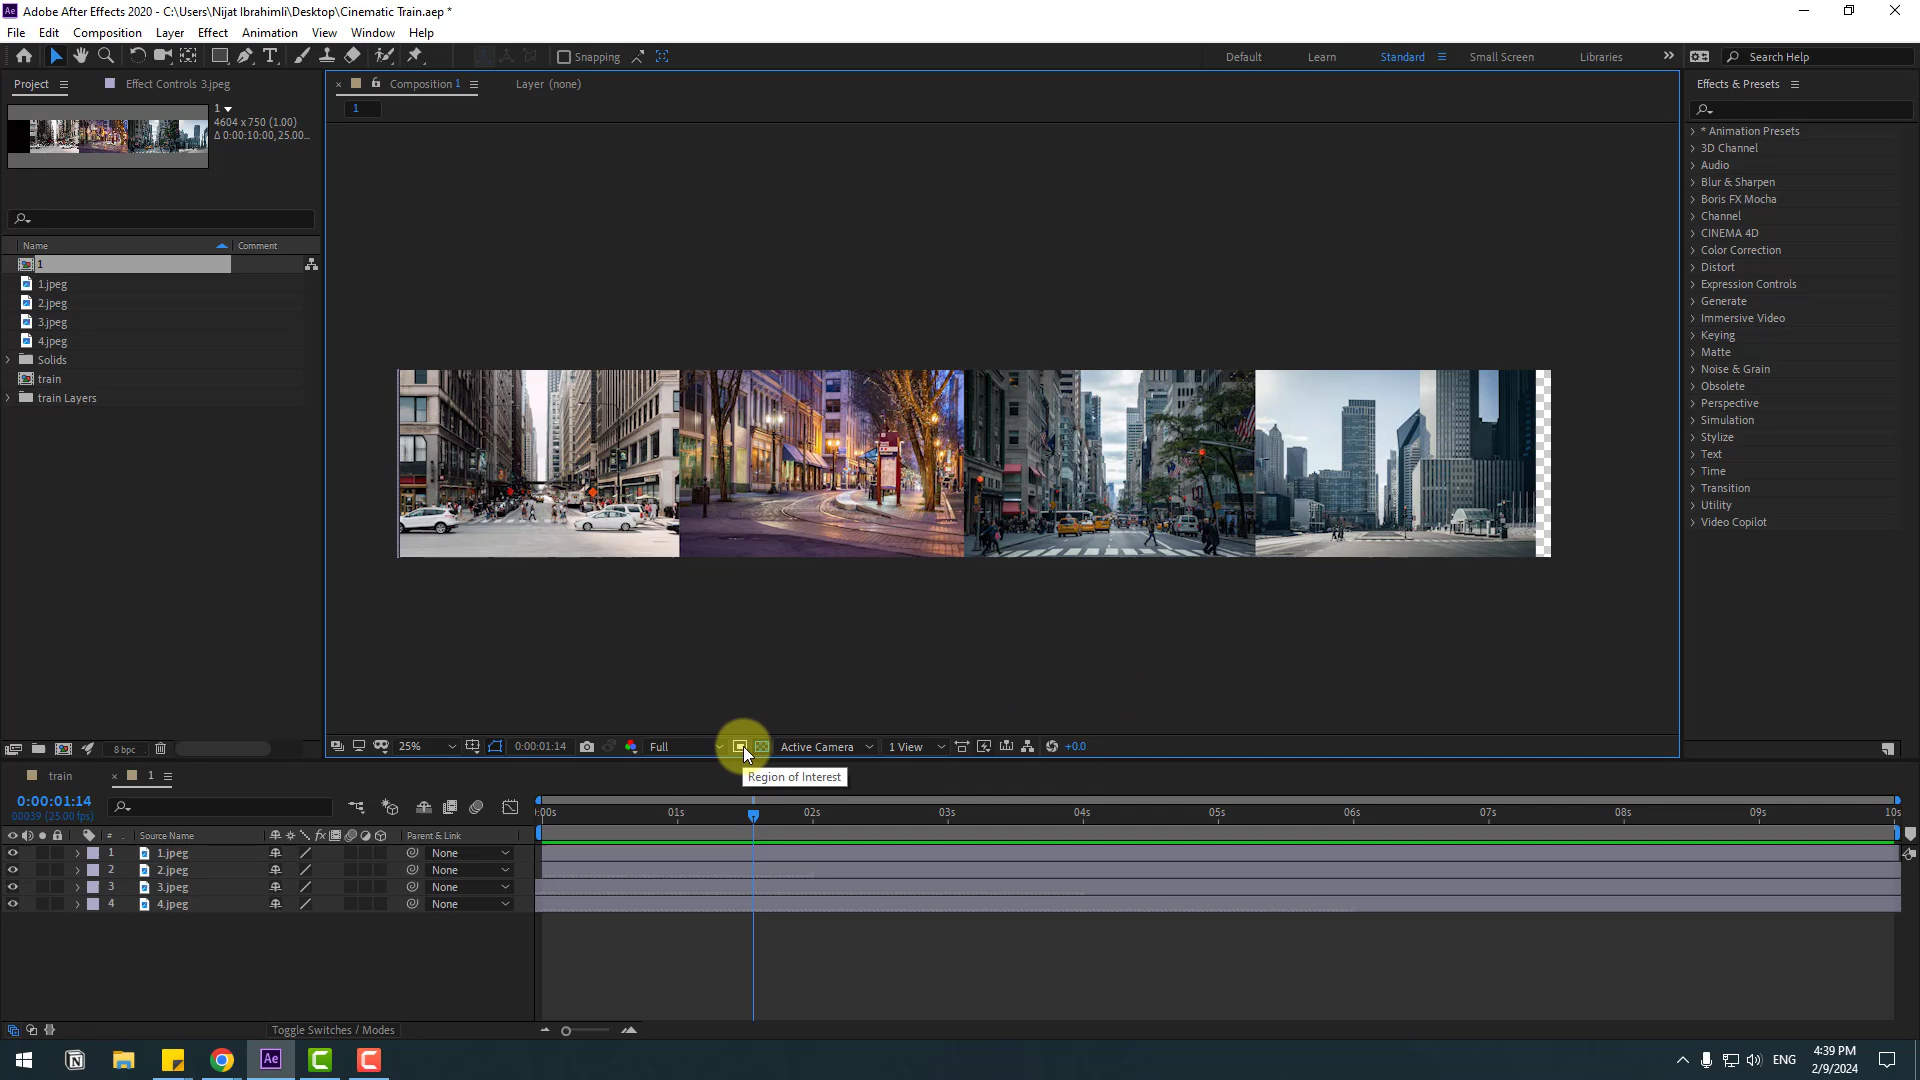 Adobe After Effects 2020 - C:\Users\Nijat Ibrahimli\Desktop\Cinematic Train.aep *
File Edit Composition Layer Effect Animation View Window Help
Snapping
Default Learn Standard Small Screen Libraries
Search Help
Project
Effect Controls 3.jpeg
Composition 1
Layer (none)
Effects & Presets
1
4604 x 750 (1.00)
Δ 0:00:10:00, 25.00...
1
Name Comment
1
1.jpeg
2.jpeg
3.jpeg
4.jpeg
Solids
train
train Layers
* Animation Presets
3D Channel
Audio
Blur & Sharpen
Boris FX Mocha
Channel
CINEMA 4D
Color Correction
Distort
Expression Controls
Generate
Immersive Video
Keying
Matte
Noise & Grain
Obsolete
Perspective
Simulation
Stylize
Text
Time
Transition
Utility
Video Copilot
8 bpc
25% 0:00:01:14 Full Active Camera 1 View +0.0
Region of Interest
train
1
0:00:01:14
00039 (25.00 fps)
:00s 01s 02s 03s 04s 05s 06s 07s 08s 09s 10s
# Source Name fx Parent & Link
1 1.jpeg None
2 2.jpeg None
3 3.jpeg None
4 4.jpeg None
Toggle Switches / Modes
Ae
ENG
4:39 PM
2/9/2024